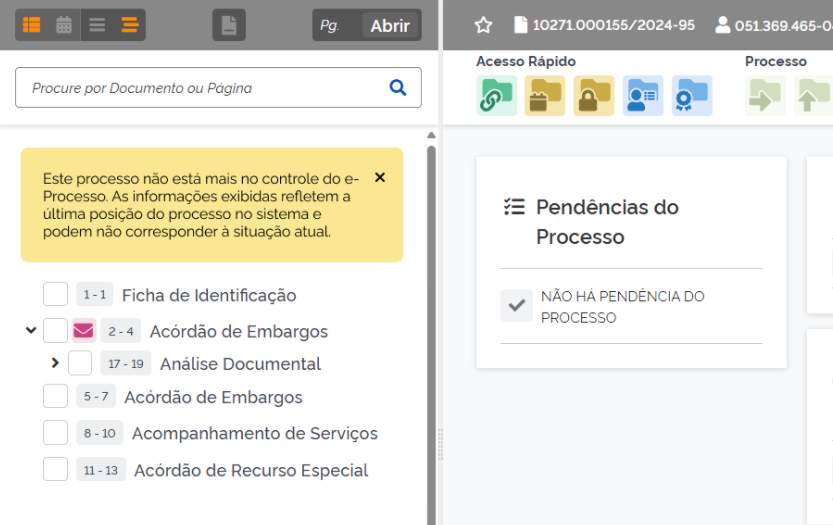 Pg. Abrir
10271.000155/2024-95
051.369.465-0
Procure por Documento ou Página
Acesso Rápido
Processo
Este processo não está mais no controle do e-
Processo. As informações exibidas refletem a
última posição do processo no sistema e
podem não corresponder à situação atual.
1 - 1 Ficha de Identificação
2 - 4 Acórdão de Embargos
17 - 19 Análise Documental
5 - 7 Acórdão de Embargos
8 - 10 Acompanhamento de Serviços
11 - 13 Acórdão de Recurso Especial
Pendências do
Processo
NÃO HÁ PENDÊNCIA DO
PROCESSO